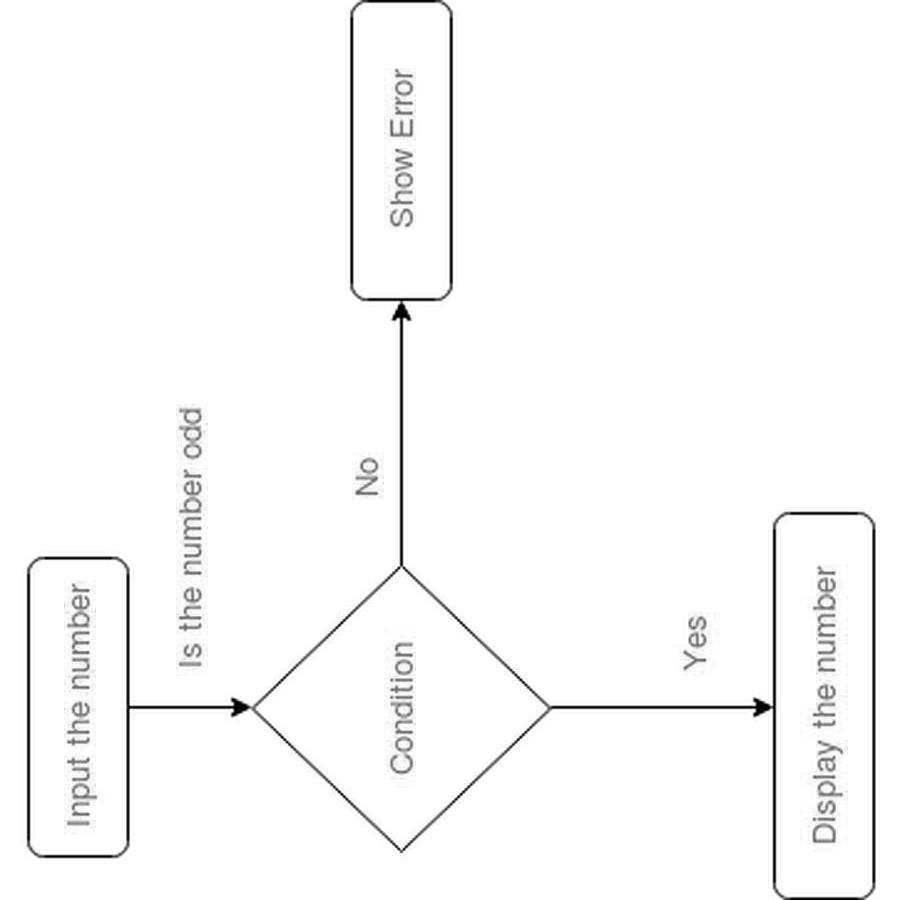 Input the number
Is the number odd
Condition
No
Show Error
Yes
Display the number